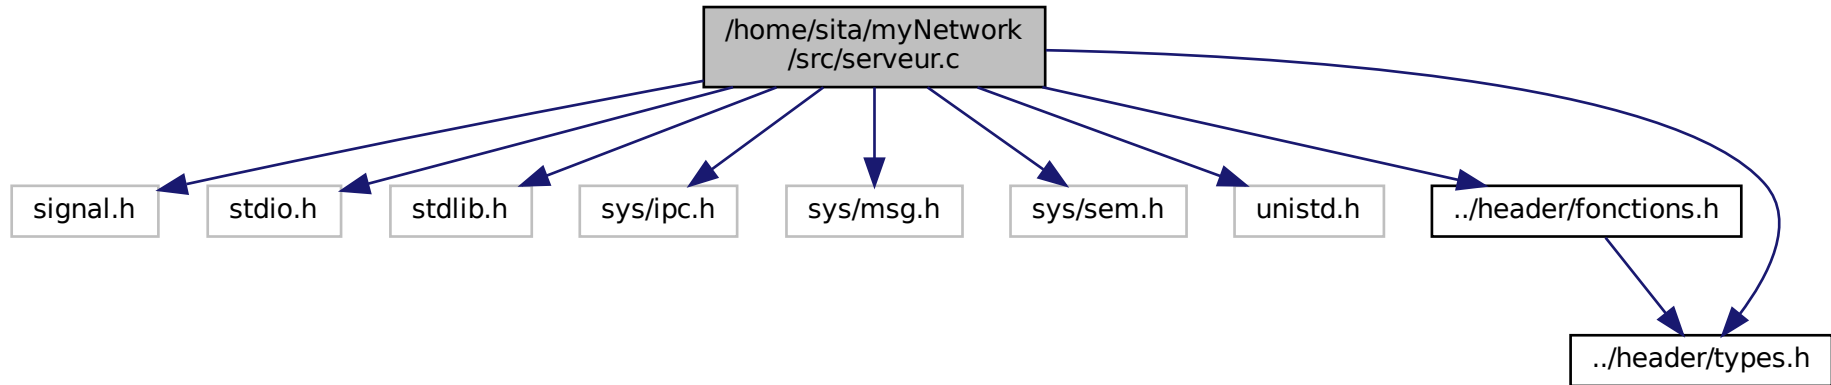 /home/sita/myNetwork
/src/serveur.c
signal.h
stdio.h
stdlib.h
sys/ipc.h
sys/msg.h
sys/sem.h
unistd.h
../header/fonctions.h
../header/types.h